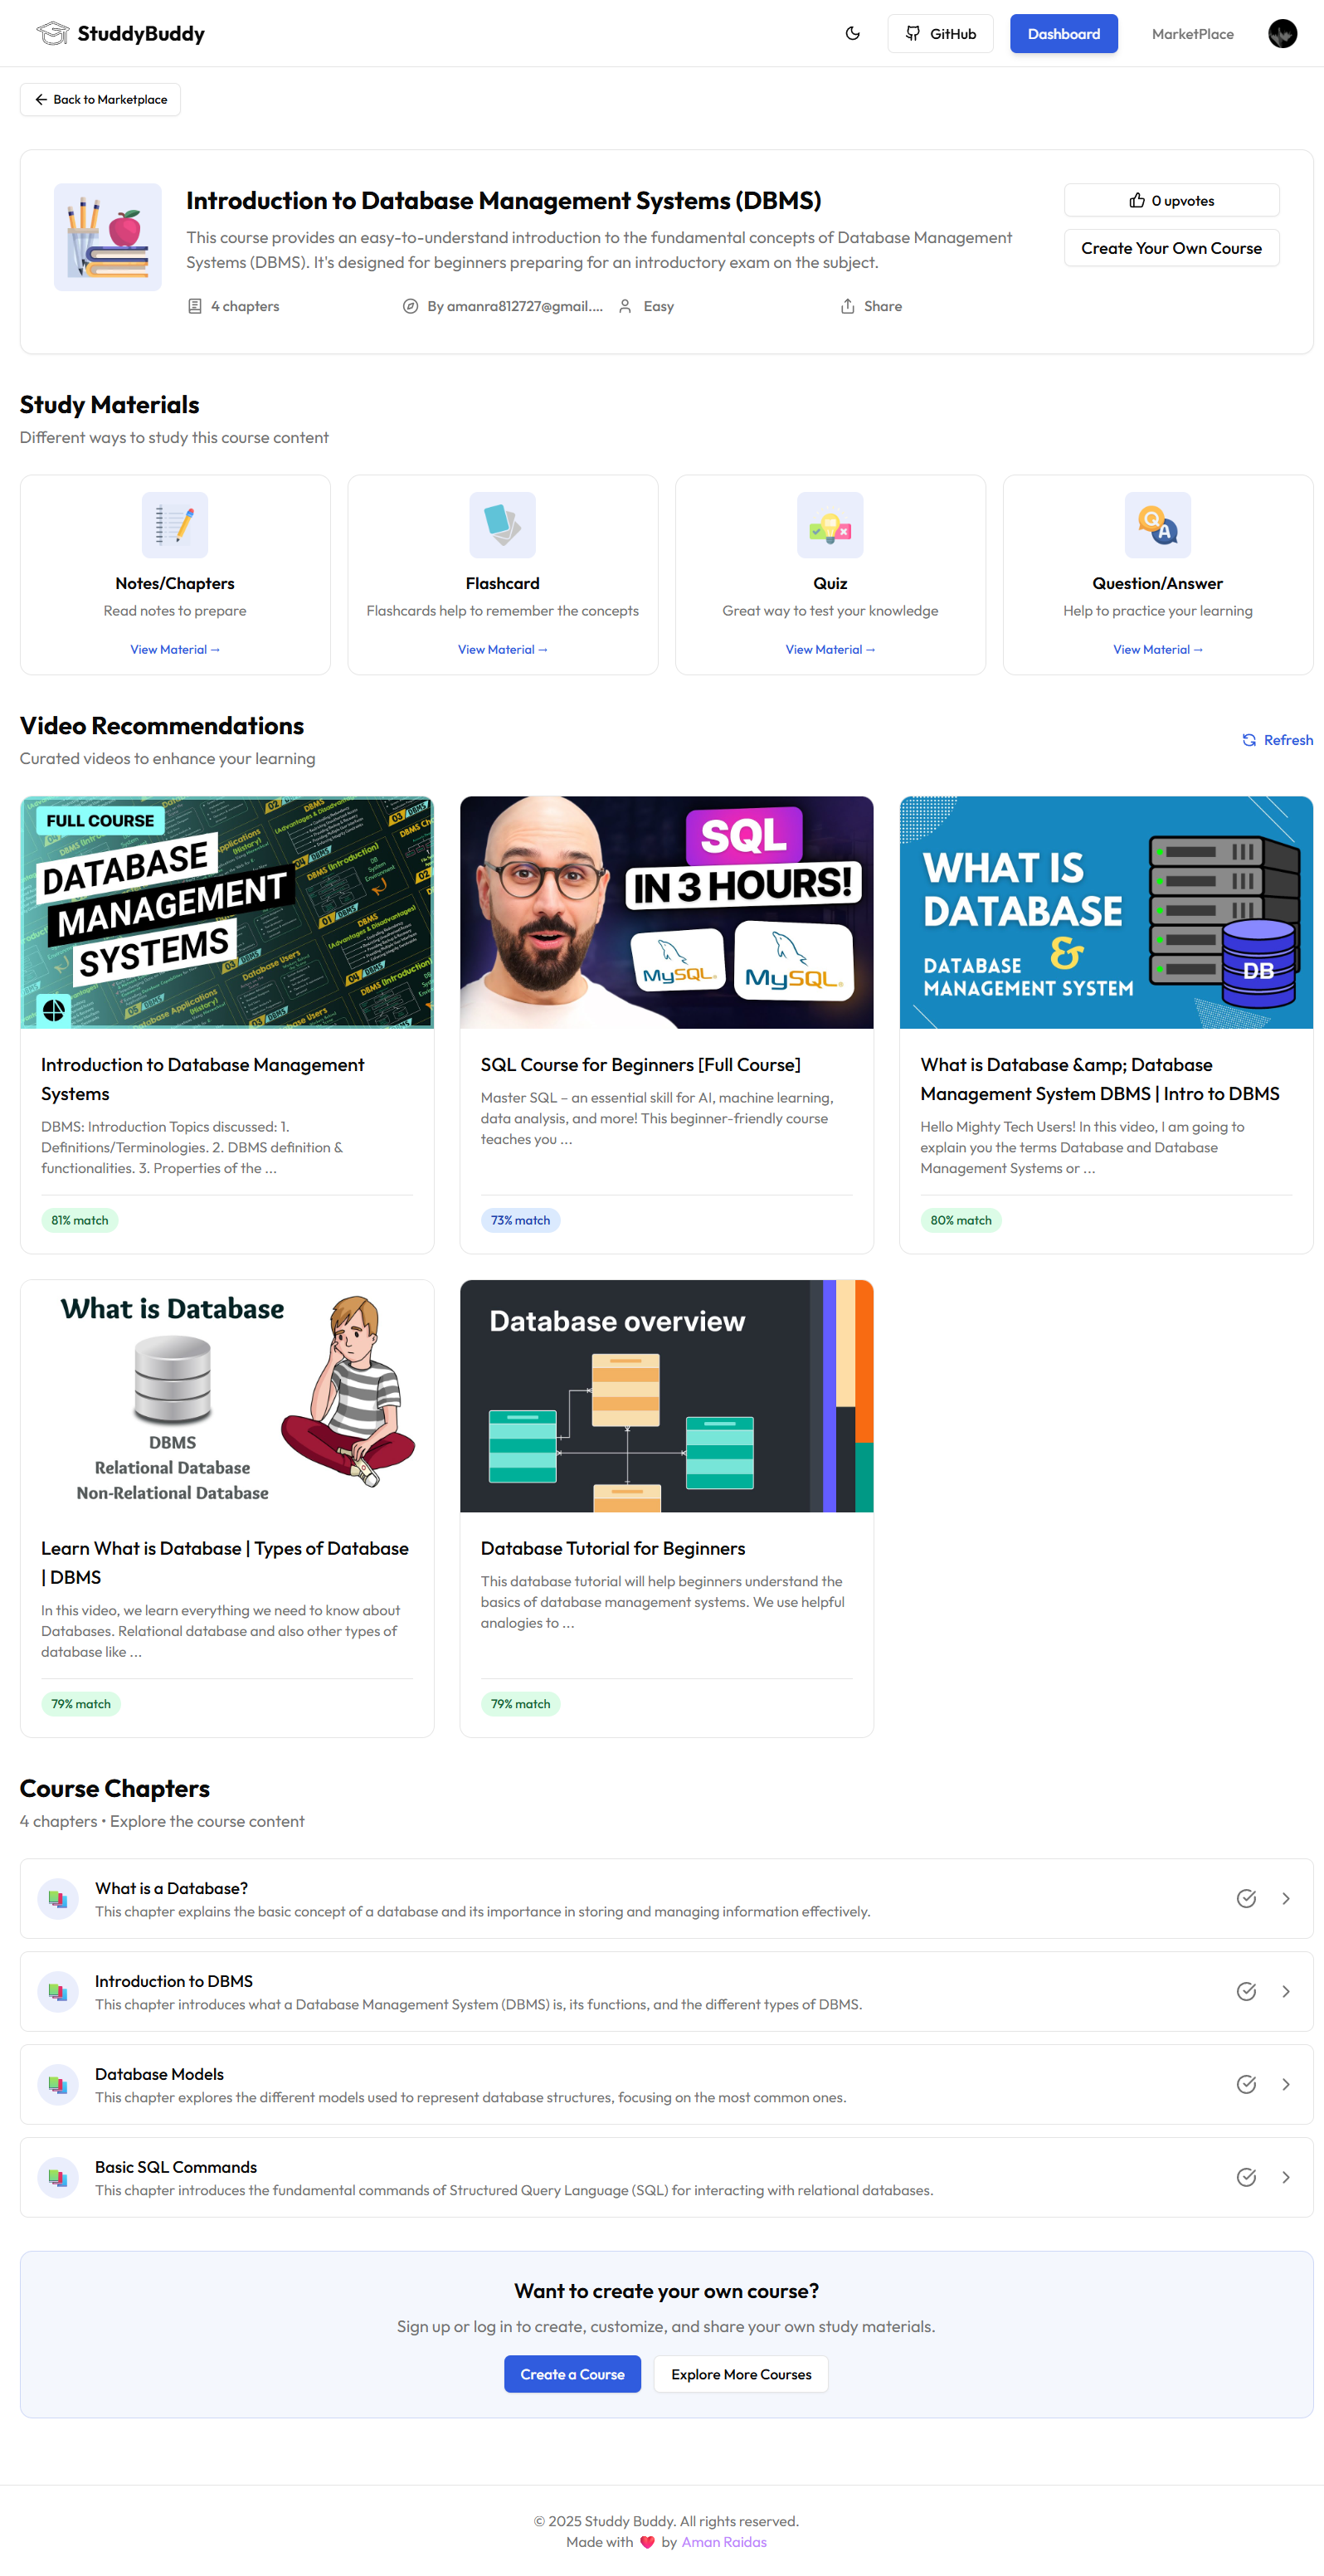 StuddyBuddy
GitHub
Dashboard
MarketPlace
Back to Marketplace
Introduction to Database Management Systems (DBMS)
This course provides an easy-to-understand introduction to the fundamental concepts of Database Management
Systems (DBMS). It's designed for beginners preparing for an introductory exam on the subject.
0 upvotes
Create Your Own Course
4 chapters
By amanra812727@gmail....
Easy
Share
Study Materials
Different ways to study this course content
Notes/Chapters
Read notes to prepare
View Material →
Flashcard
Flashcards help to remember the concepts
View Material →
Quiz
Great way to test your knowledge
View Material →
Q
A
Question/Answer
Help to practice your learning
View Material →
Video Recommendations
Curated videos to enhance your learning
Refresh
FULL COURSE
DATABASE
MANAGEMENT
SYSTEMS
Introduction to Database Management
Systems
DBMS: Introduction Topics discussed: 1.
Definitions/Terminologies. 2. DBMS definition &
functionalities. 3. Properties of the ...
81% match
SQL
IN 3 HOURS!
MySQL
MySQL
SQL Course for Beginners [Full Course]
Master SQL – an essential skill for AI, machine learning,
data analysis, and more! This beginner-friendly course
teaches you ...
73% match
WHAT IS
DATABASE
&
DATABASE
MANAGEMENT SYSTEM
DB
What is Database &amp; Database
Management System DBMS | Intro to DBMS
Hello Mighty Tech Users! In this video, I am going to
explain you the terms Database and Database
Management Systems or ...
80% match
What is Database
DBMS
Relational Database
Non-Relational Database
Learn What is Database | Types of Database
| DBMS
In this video, we learn everything we need to know about
Databases. Relational database and also other types of
database like ...
79% match
Database overview
Database Tutorial for Beginners
This database tutorial will help beginners understand the
basics of database management systems. We use helpful
analogies to ...
79% match
Course Chapters
4 chapters • Explore the course content
What is a Database?
This chapter explains the basic concept of a database and its importance in storing and managing information effectively.
Introduction to DBMS
This chapter introduces what a Database Management System (DBMS) is, its functions, and the different types of DBMS.
Database Models
This chapter explores the different models used to represent database structures, focusing on the most common ones.
Basic SQL Commands
This chapter introduces the fundamental commands of Structured Query Language (SQL) for interacting with relational databases.
Want to create your own course?
Sign up or log in to create, customize, and share your own study materials.
Create a Course
Explore More Courses
© 2025 Studdy Buddy. All rights reserved.
Made with ❤️ by Aman Raidas